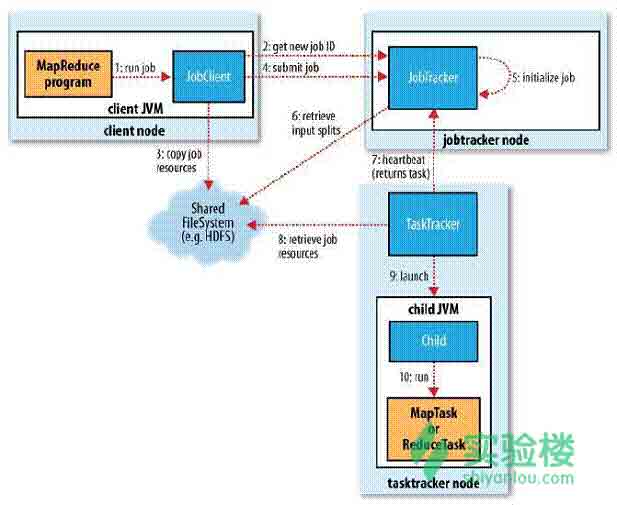 MapReduce
program
1: run job
JobClient
client JVM
client node
2: get new job ID
4: submit job
JobTracker
5: initialize job
jobtracker node
3: copy job
resources
6: retrieve
input splits
7: heartbeat
(returns task)
Shared
FileSystem
(e.g. HDFS)
8: retrieve job
resources
TaskTracker
9: launch
child JVM
Child
10: run
MapTask
or
ReduceTask
tasktracker node
实验楼
shiyanlou.com